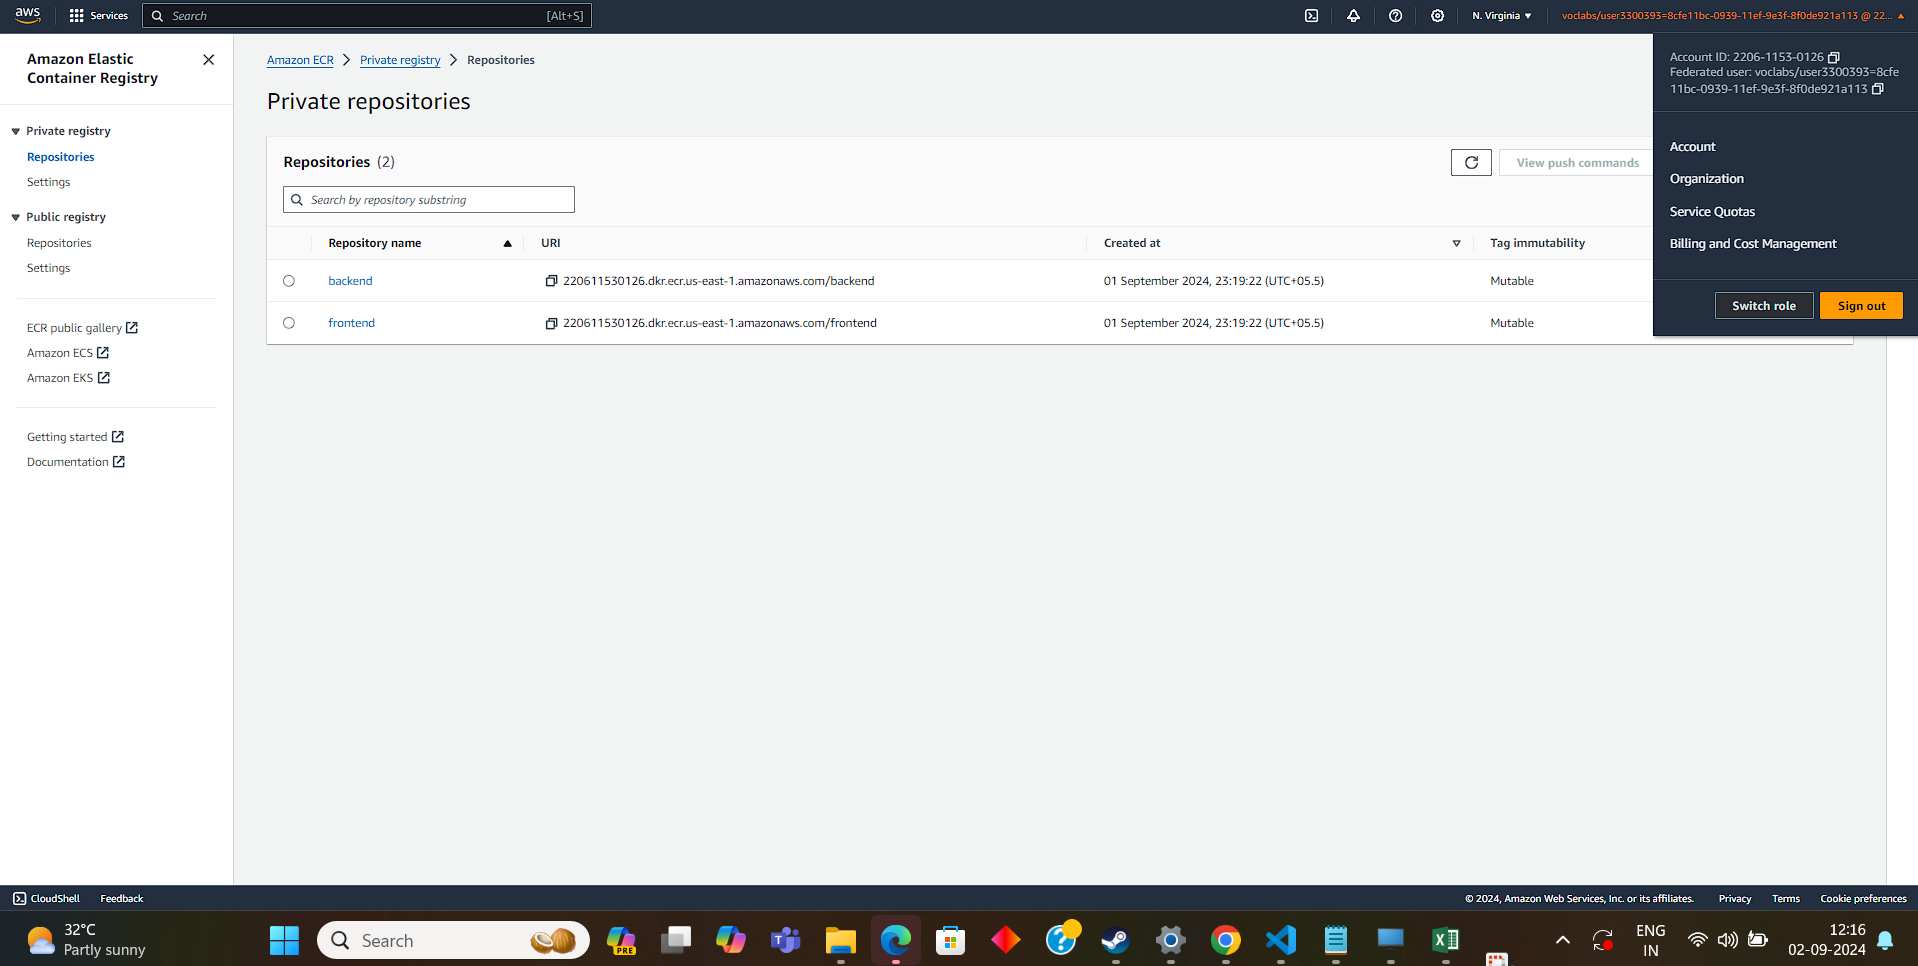 aws
Services
Search
[Alt+S]
N. Virginia
voclabs/user3300393=8cfe11bc-0939-11ef-9e3f-8f0de921a113 @ 22...
Account ID: 2206-1153-0126
Federated user: voclabs/user3300393=8cfe
11bc-0939-11ef-9e3f-8f0de921a113
Account
Organization
Service Quotas
Billing and Cost Management
Switch role
Sign out
Amazon Elastic
Container Registry
Private registry
Repositories
Settings
Public registry
Repositories
Settings
ECR public gallery
Amazon ECS
Amazon EKS
Getting started
Documentation
Amazon ECR
Private registry
Repositories
Private repositories
Repositories (2)
View push commands
Search by repository substring
Repository name
URI
Created at
Tag immutability
backend
220611530126.dkr.ecr.us-east-1.amazonaws.com/backend
01 September 2024, 23:19:22 (UTC+05.5)
Mutable
frontend
220611530126.dkr.ecr.us-east-1.amazonaws.com/frontend
01 September 2024, 23:19:22 (UTC+05.5)
Mutable
CloudShell
Feedback
© 2024, Amazon Web Services, Inc. or its affiliates.
Privacy
Terms
Cookie preferences
32°C
Partly sunny
Search
PRE
ENG
IN
12:16
02-09-2024